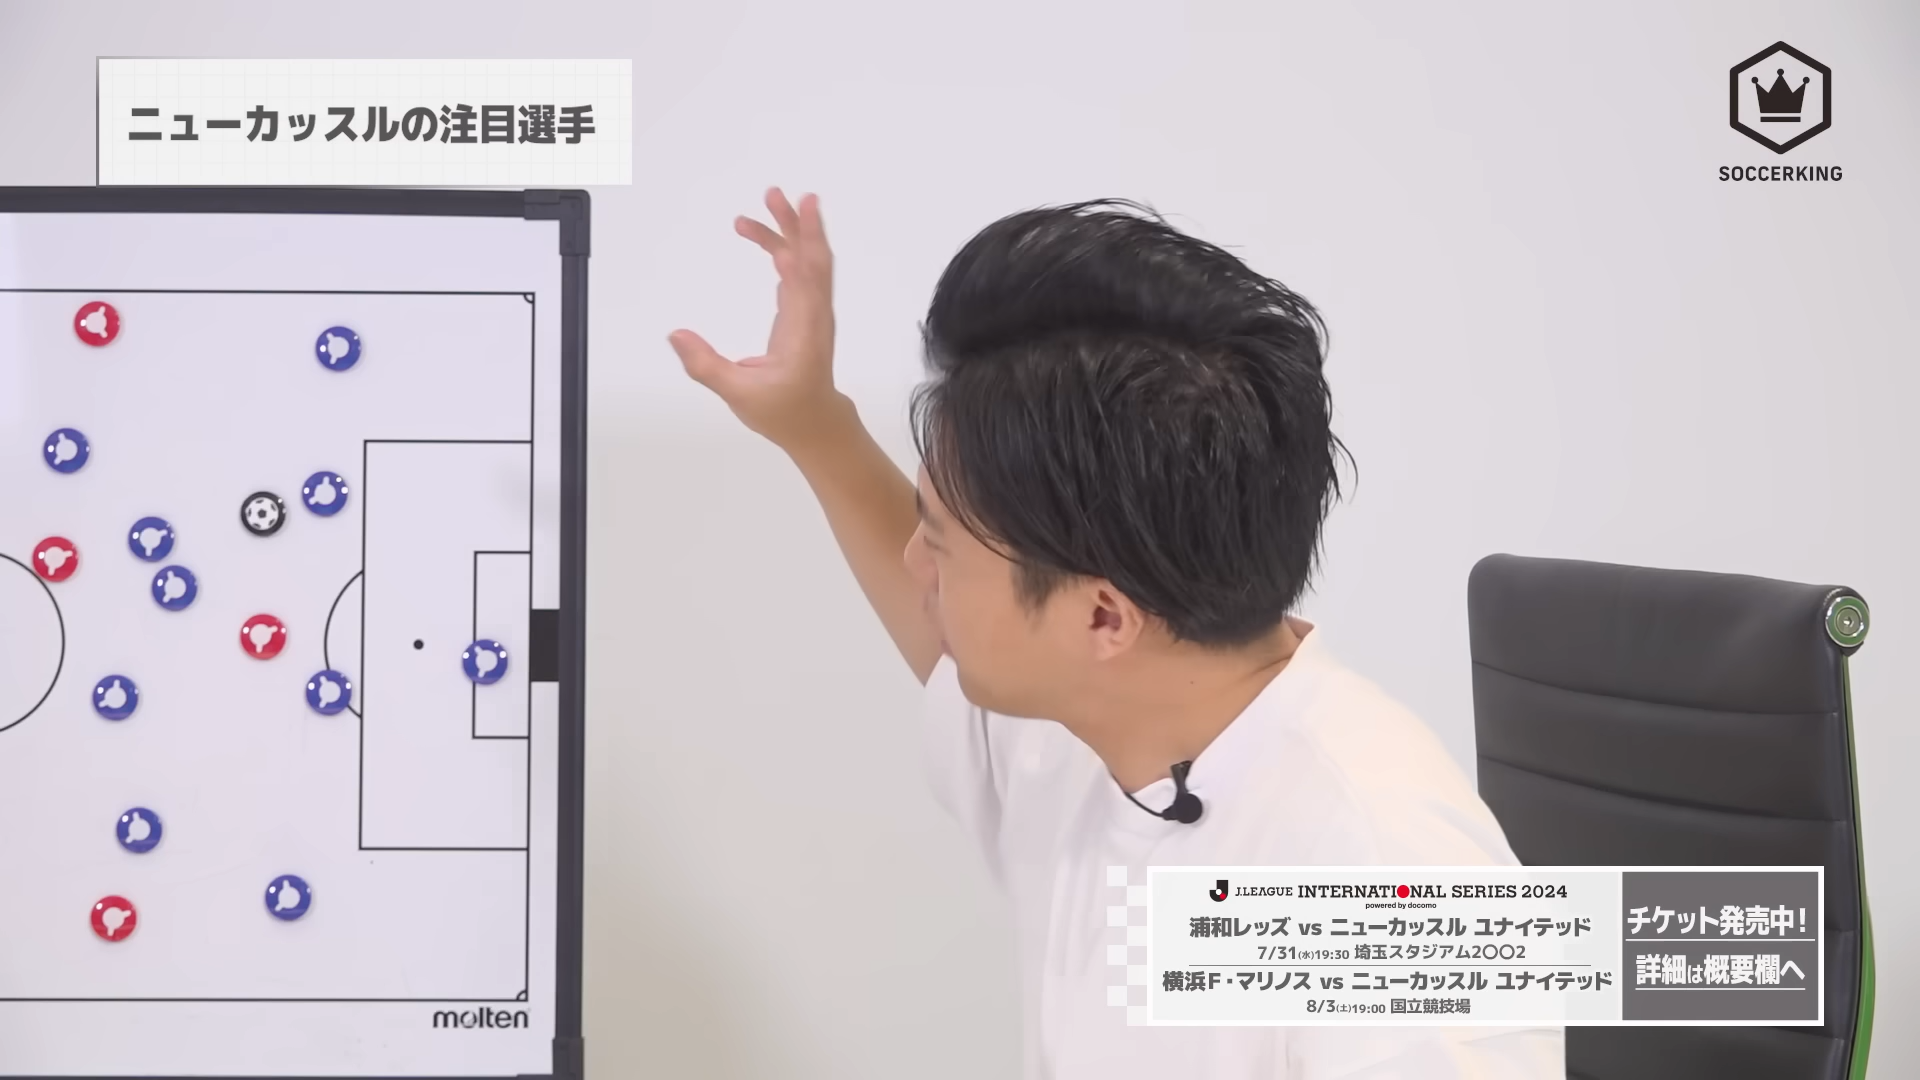 ニューカッスルの注目選手
SOCCERKING
molten
J.LEAGUE INTERNATIONAL SERIES 2024
powered by docomo
浦和レッズ vs ニューカッスル ユナイテッド
7/31(水)19:30 埼玉スタジアム2〇〇2
横浜F・マリノス vs ニューカッスル ユナイテッド
8/3(土)19:00 国立競技場
チケット発売中!
詳細は概要欄へ